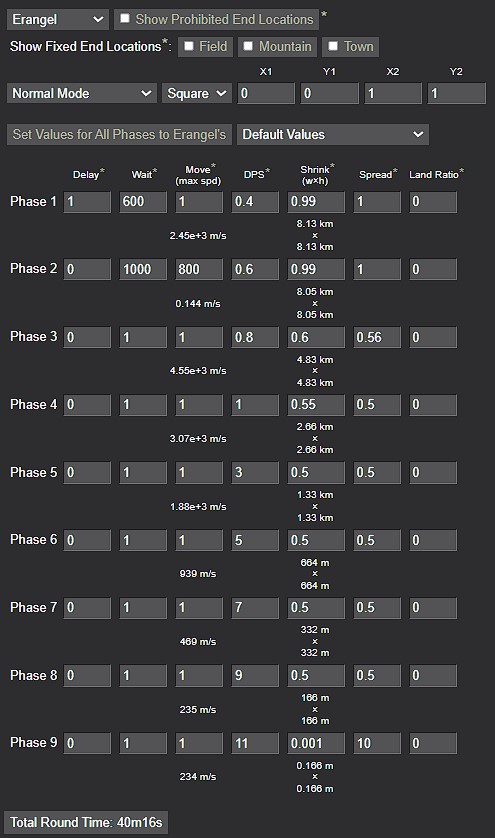 Erangel Show Prohibited End Locations *
Show Fixed End Locations*: Field Mountain Town
X1 Y1 X2 Y2
Normal Mode Square 0 0 1 1
Set Values for All Phases to Erangel's Default Values
Delay* Wait* Move* (max spd) DPS* Shrink* (w×h) Spread* Land Ratio*
Phase 1 1 600 1 0.4 0.99 1 0
2.45e+3 m/s 8.13 km × 8.13 km
Phase 2 0 1000 800 0.6 0.99 1 0
0.144 m/s 8.05 km × 8.05 km
Phase 3 0 1 1 0.8 0.6 0.56 0
4.55e+3 m/s 4.83 km × 4.83 km
Phase 4 0 1 1 1 0.55 0.5 0
3.07e+3 m/s 2.66 km × 2.66 km
Phase 5 0 1 1 3 0.5 0.5 0
1.88e+3 m/s 1.33 km × 1.33 km
Phase 6 0 1 1 5 0.5 0.5 0
939 m/s 664 m × 664 m
Phase 7 0 1 1 7 0.5 0.5 0
469 m/s 332 m × 332 m
Phase 8 0 1 1 9 0.5 0.5 0
235 m/s 166 m × 166 m
Phase 9 0 1 1 11 0.001 10 0
234 m/s 0.166 m × 0.166 m
Total Round Time: 40m16s